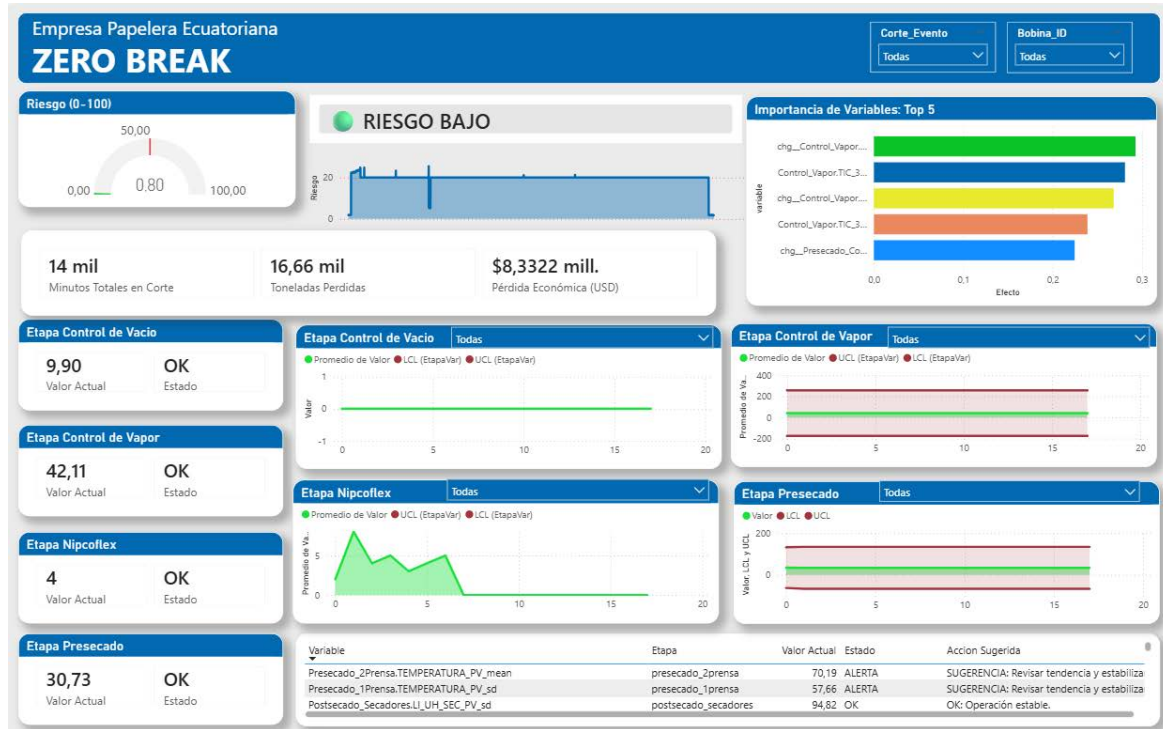 Empresa Papelera Ecuatoriana
ZERO BREAK
Corte_Evento
Todas
Bobina_ID
Todas
Riesgo (0-100)
50,00
0,00
0,80
100,00
RIESGO BAJO
Riesgo
20
0
Importancia de Variables: Top 5
variable
chg__Control_Vapor....
Control_Vapor.TIC_3...
chg__Control_Vapor....
Control_Vapor.TIC_3...
chg__Presecado_Co...
0,0 0,1 0,2 0,3
Efecto
14 mil
Minutos Totales en Corte
16,66 mil
Toneladas Perdidas
$8,3322 mill.
Pérdida Económica (USD)
Etapa Control de Vacio
9,90 OK
Valor Actual Estado
Etapa Control de Vacio Todas
Promedio de Valor LCL (EtapaVar) UCL (EtapaVar)
Valor
1
0
-1
0 5 10 15 20
Etapa Control de Vapor Todas
Promedio de Valor UCL (EtapaVar) LCL (EtapaVar)
Promedio de Va...
400
200
0
-200
0 5 10 15 20
Etapa Control de Vapor
42,11 OK
Valor Actual Estado
Etapa Nipcoflex
4 OK
Valor Actual Estado
Etapa Nipcoflex Todas
Promedio de Valor UCL (EtapaVar) LCL (EtapaVar)
Promedio de Va...
5
0
0 5 10 15 20
Etapa Presecado Todas
Valor LCL UCL
Valor, LCL y UCL
200
0
0 5 10 15 20
Etapa Presecado
30,73 OK
Valor Actual Estado
Variable Etapa Valor Actual Estado Accion Sugerida
Presecado_2Prensa.TEMPERATURA_PV_mean presecado_2prensa 70,19 ALERTA SUGERENCIA: Revisar tendencia y estabiliza
Presecado_1Prensa.TEMPERATURA_PV_sd presecado_1prensa 57,66 ALERTA SUGERENCIA: Revisar tendencia y estabiliza
Postsecado_Secadores.LI_UH_SEC_PV_sd postsecado_secadores 94,82 OK OK: Operación estable.